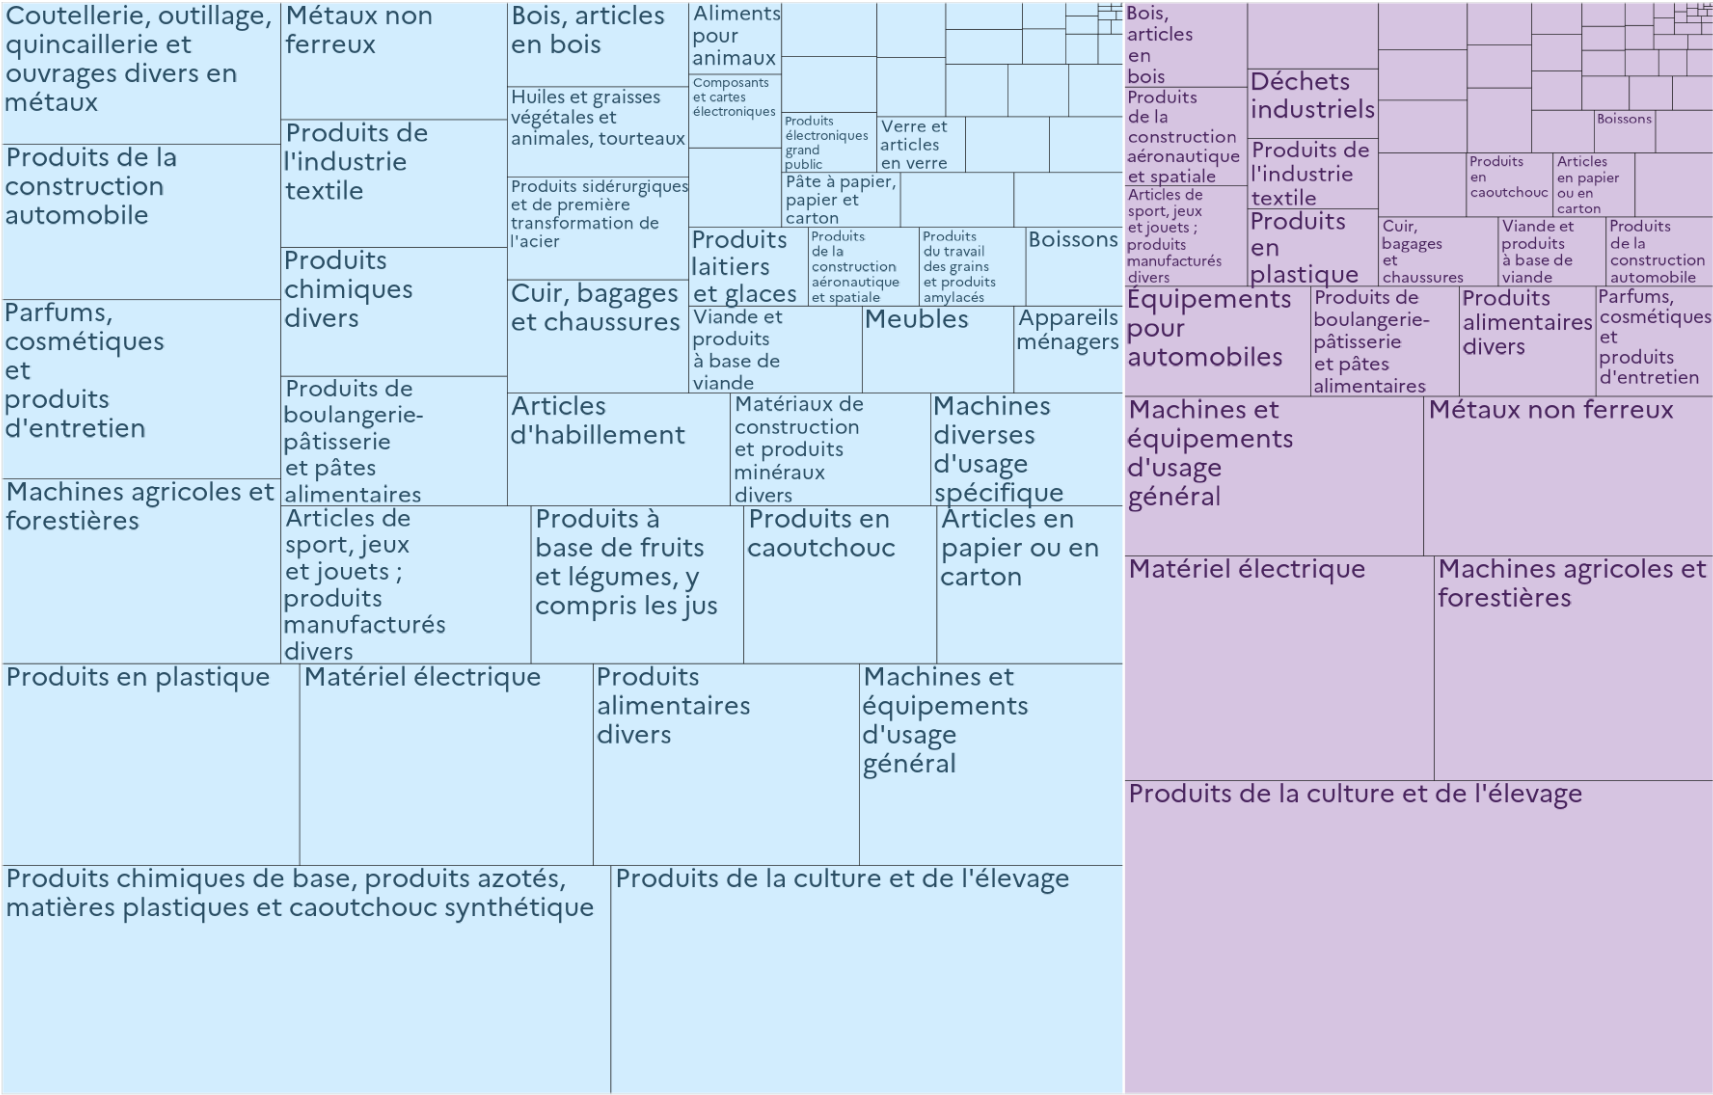 Coutellerie, outillage,
quincaillerie et
ouvrages divers en
métaux
Produits de la
construction
automobile
Parfums,
cosmétiques
et
produits
d'entretien
Machines agricoles et
forestières
Métaux non
ferreux
Produits de
l'industrie
textile
Produits
chimiques
divers
Produits de
boulangerie-
pâtisserie
et pâtes
alimentaires
Bois, articles
en bois
Huiles et graisses
végétales et
animales, tourteaux
Produits sidérurgiques
et de première
transformation de
l'acier
Cuir, bagages
et chaussures
Aliments
pour
animaux
Composants
et cartes
électroniques
Produits
électroniques
grand
public
Verre et
articles
en verre
Pâte à papier,
papier et
carton
Produits
laitiers
et glaces
Produits
de la
construction
aéronautique
et spatiale
Produits
du travail
des grains
et produits
amylacés
Boissons
Viande et
produits
à base de
viande
Meubles
Appareils
ménagers
Articles
d'habillement
Matériaux de
construction
et produits
minéraux
divers
Machines
diverses
d'usage
spécifique
Articles de
sport, jeux
et jouets ;
produits
manufacturés
divers
Produits à
base de fruits
et légumes, y
compris les jus
Produits en
caoutchouc
Articles en
papier ou en
carton
Produits en plastique
Matériel électrique
Produits
alimentaires
divers
Machines et
équipements
d'usage
général
Produits chimiques de base, produits azotés,
matières plastiques et caoutchouc synthétique
Produits de la culture et de l'élevage
Bois,
articles
en
bois
Produits
de la
construction
aéronautique
et spatiale
Articles de
sport, jeux
et jouets ;
produits
manufacturés
divers
Déchets
industriels
Produits de
l'industrie
textile
Produits
en
plastique
Boissons
Produits
en
caoutchouc
Articles
en papier
ou en
carton
Cuir,
bagages
et
chaussures
Viande et
produits
à base de
viande
Produits
de la
construction
automobile
Équipements
pour
automobiles
Produits de
boulangerie-
pâtisserie
et pâtes
alimentaires
Produits
alimentaires
divers
Parfums,
cosmétiques
et
produits
d'entretien
Machines et
équipements
d'usage
général
Métaux non ferreux
Matériel électrique
Machines agricoles et
forestières
Produits de la culture et de l'élevage